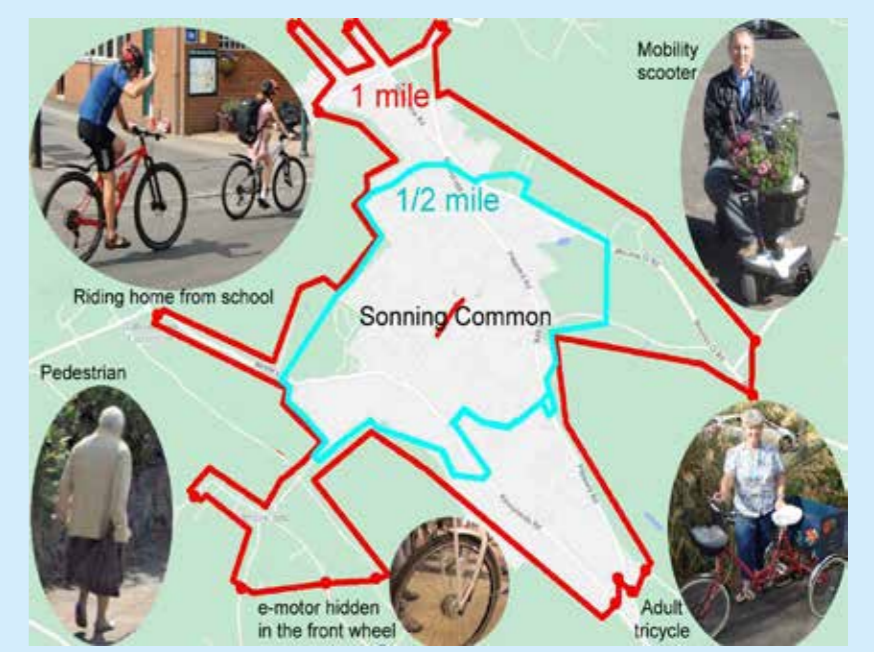 Mobility
scooter
1 mile
1/2 mile
Riding home from school
Sonning Common
Pedestrian
e-motor hidden
in the front wheel
Adult
tricycle